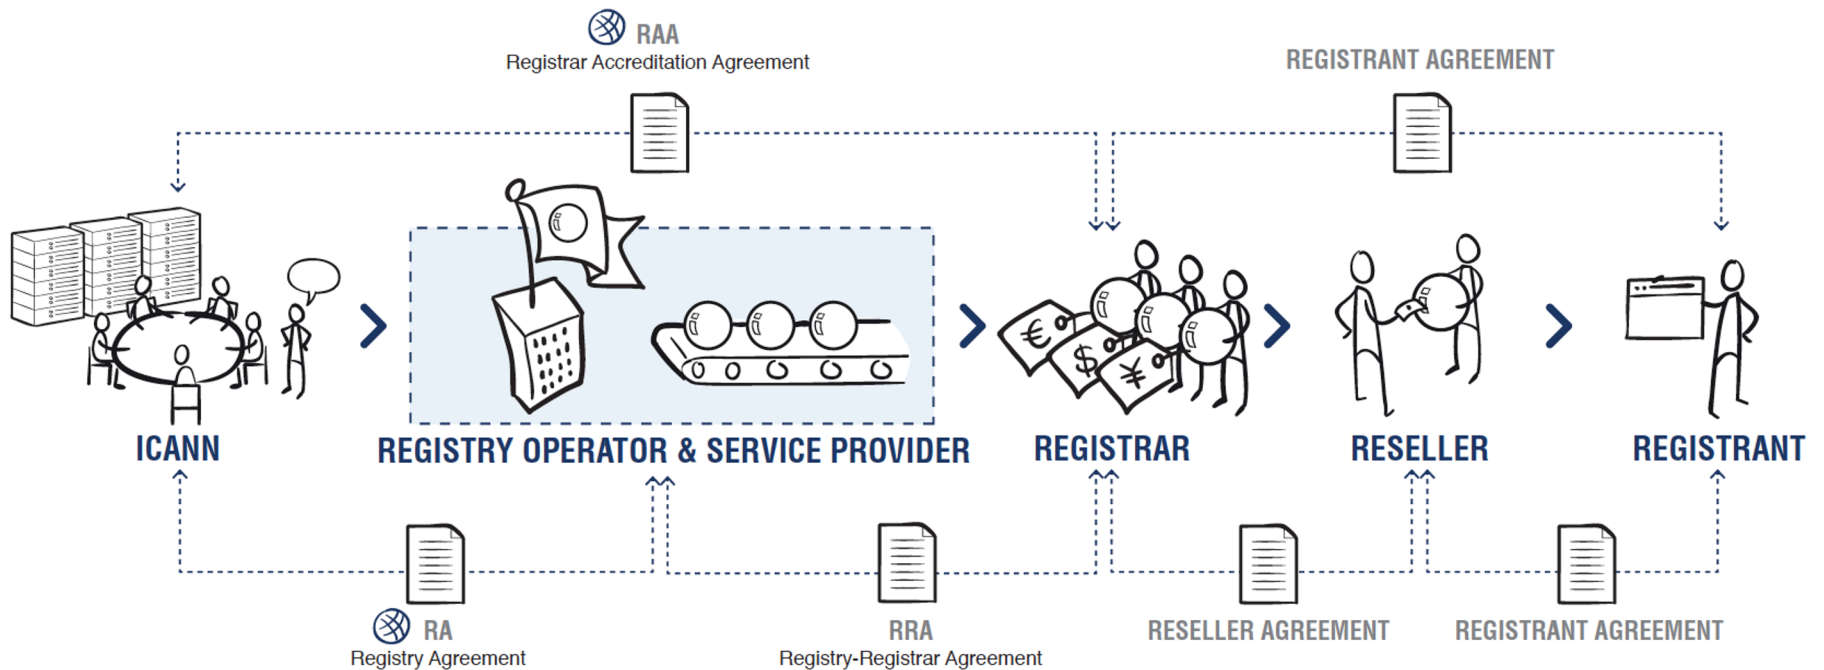 RAA
Registrar Accreditation Agreement
REGISTRANT AGREEMENT
€
$
¥
ICANN
REGISTRY OPERATOR & SERVICE PROVIDER
REGISTRAR
RESELLER
REGISTRANT
RA
Registry Agreement
RRA
Registry-Registrar Agreement
RESELLER AGREEMENT
REGISTRANT AGREEMENT